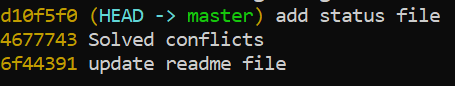 d10f5f0 (HEAD -> master) add status file
4677743 Solved conflicts
6f44391 update readme file